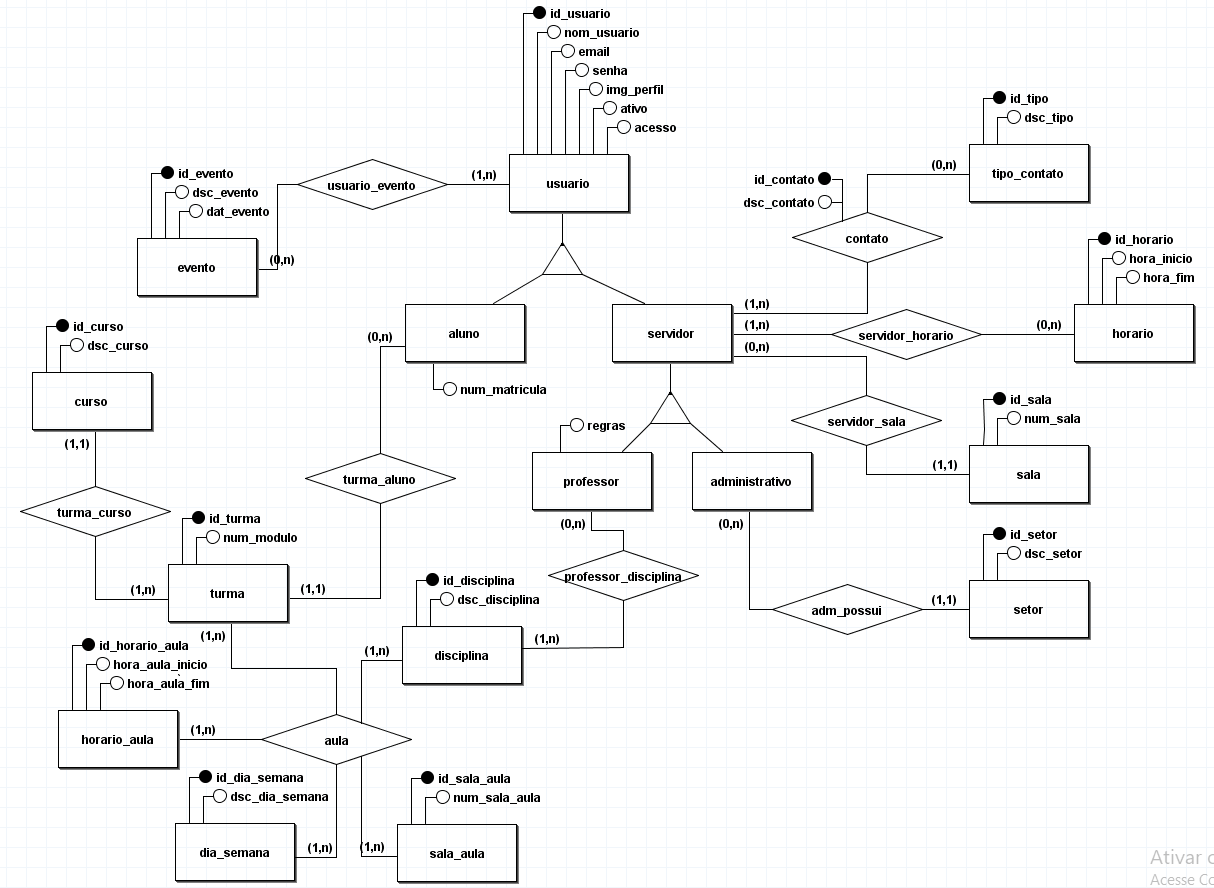 id_usuario
nom_usuario
email
senha
img_perfil
ativo
acesso
usuario
(1,n)
usuario_evento
id_evento
dsc_evento
dat_evento
evento
(0,n)
id_tipo
dsc_tipo
tipo_contato
(0,n)
id_contato
dsc_contato
contato
(1,n)
id_horario
hora_inicio
hora_fim
horario
(0,n)
servidor_horario
(1,n)
servidor
(0,n)
aluno
(0,n)
num_matricula
id_curso
dsc_curso
curso
(1,1)
turma_curso
(1,n)
turma_aluno
regras
professor
(0,n)
administrativo
(0,n)
servidor_sala
(1,1)
id_sala
num_sala
sala
id_turma
num_modulo
turma
(1,1)
(1,n)
professor_disciplina
(1,n)
id_disciplina
dsc_disciplina
disciplina
(1,n)
adm_possui
(1,1)
id_setor
dsc_setor
setor
id_horario_aula
hora_aula_inicio
hora_aula_fim
horario_aula
(1,n)
aula
id_dia_semana
dsc_dia_semana
dia_semana
(1,n)
id_sala_aula
num_sala_aula
sala_aula
(1,n)
Ativar
Acesse